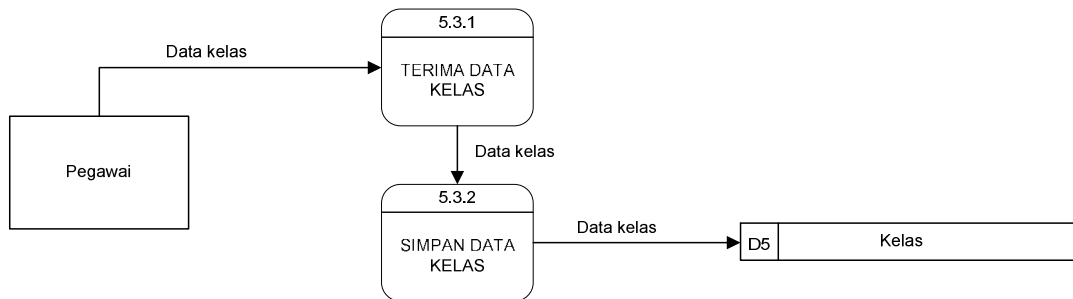 5.3.1
Data kelas
TERIMA DATA
KELAS
Pegawai
Data kelas
5.3.2
SIMPAN DATA
KELAS
Data kelas
D5
Kelas